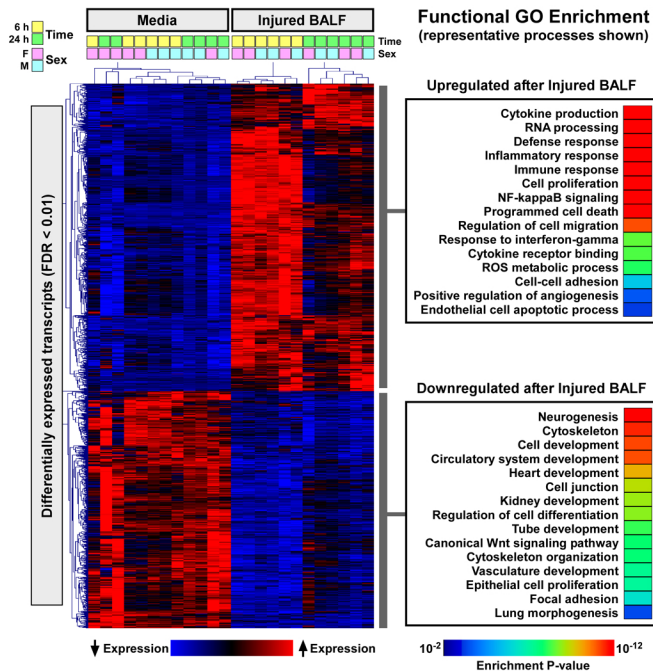 Media
Injured BALF
6 h
24 h
Time
F
M
Sex
Time
Sex
Differentially expressed transcripts (FDR < 0.01)
Expression
Expression
Functional GO Enrichment
(representative processes shown)
Upregulated after Injured BALF
Cytokine production
RNA processing
Defense response
Inflammatory response
Immune response
Cell proliferation
NF-kappaB signaling
Programmed cell death
Regulation of cell migration
Response to interferon-gamma
Cytokine receptor binding
ROS metabolic process
Cell-cell adhesion
Positive regulation of angiogenesis
Endothelial cell apoptotic process
Downregulated after Injured BALF
Neurogenesis
Cytoskeleton
Cell development
Circulatory system development
Heart development
Cell junction
Kidney development
Regulation of cell differentiation
Tube development
Canonical Wnt signaling pathway
Cytoskeleton organization
Vasculature development
Epithelial cell proliferation
Focal adhesion
Lung morphogenesis
10-2
10-12
Enrichment P-value